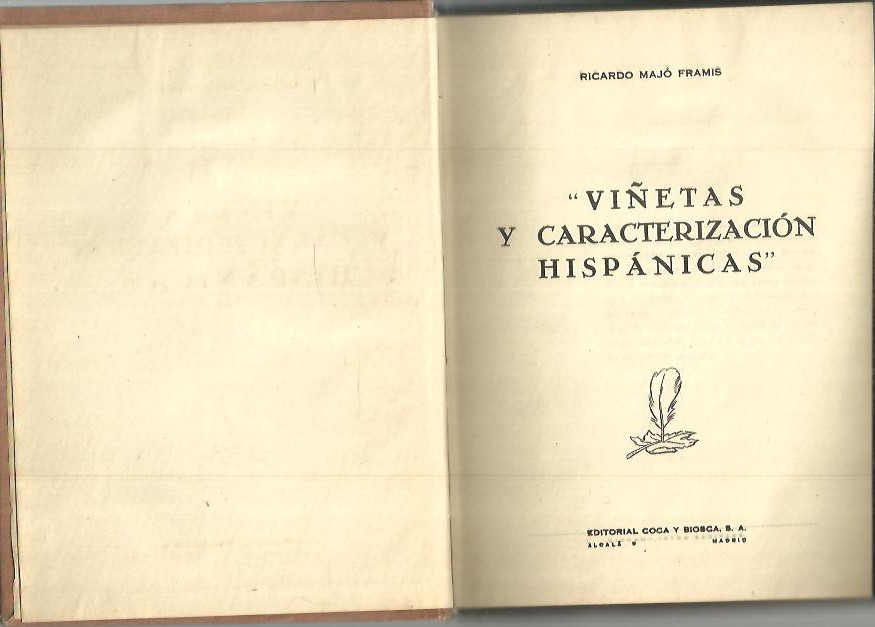 RICARDO MAJÓ FRAMIS
“VIÑETAS
Y CARACTERIZACIÓN
HISPÁNICAS”
EDITORIAL COCA Y BIOSCA, S. A.
ALCALÁ MADRID